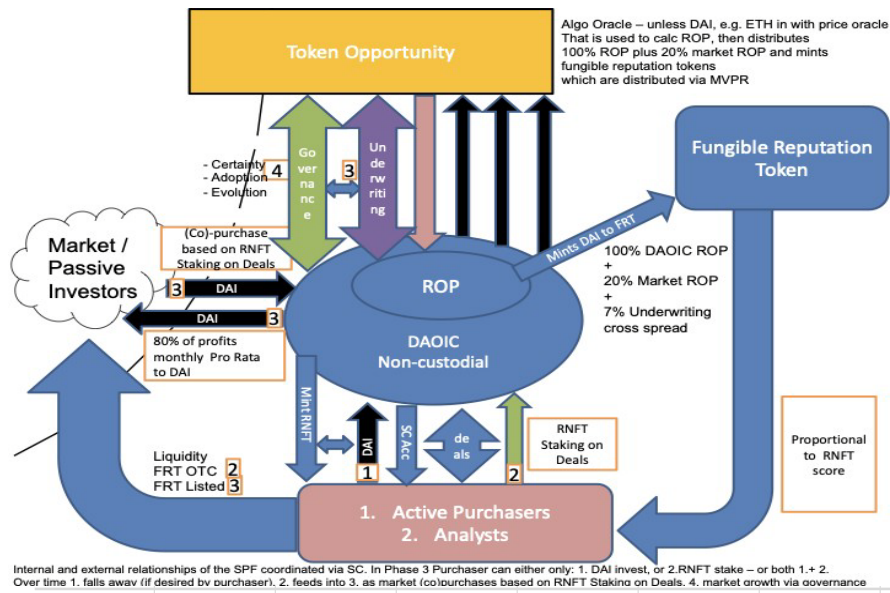 Token Opportunity
Algo Oracle – unless DAI, e.g. ETH in with price oracle
That is used to calc ROP, then distributes
100% ROP plus 20% market ROP and mints
fungible reputation tokens
which are distributed via MVPR
Fungible Reputation
Token
- Certainty
- Adoption
- Evolution
4
Go
ver
na
nc
e
3
Un
de
rw
riti
ng
Market /
Passive
Investors
(Co)-purchase
based on RNFT
Staking on Deals
3 DAI
DAI 3
80% of profits
monthly Pro Rata
to DAI
ROP
DAOIC
Non-custodial
Mints DAI to FRT
100% DAOIC ROP
+
20% Market ROP
+
7% Underwriting
cross spread
Mint RNFT
DAI
1
SC Acc
de
als
2
RNFT
Staking on
Deals
Proportional
to RNFT
score
Liquidity
FRT OTC 2
FRT Listed 3
1. Active Purchasers
2. Analysts
Internal and external relationships of the SPF coordinated via SC. In Phase 3 Purchaser can either only: 1. DAI invest, or 2.RNFT stake – or both 1.+ 2.
Over time 1. falls away (if desired by purchaser). 2. feeds into 3. as market (co)purchases based on RNFT Staking on Deals. 4. market growth via governance